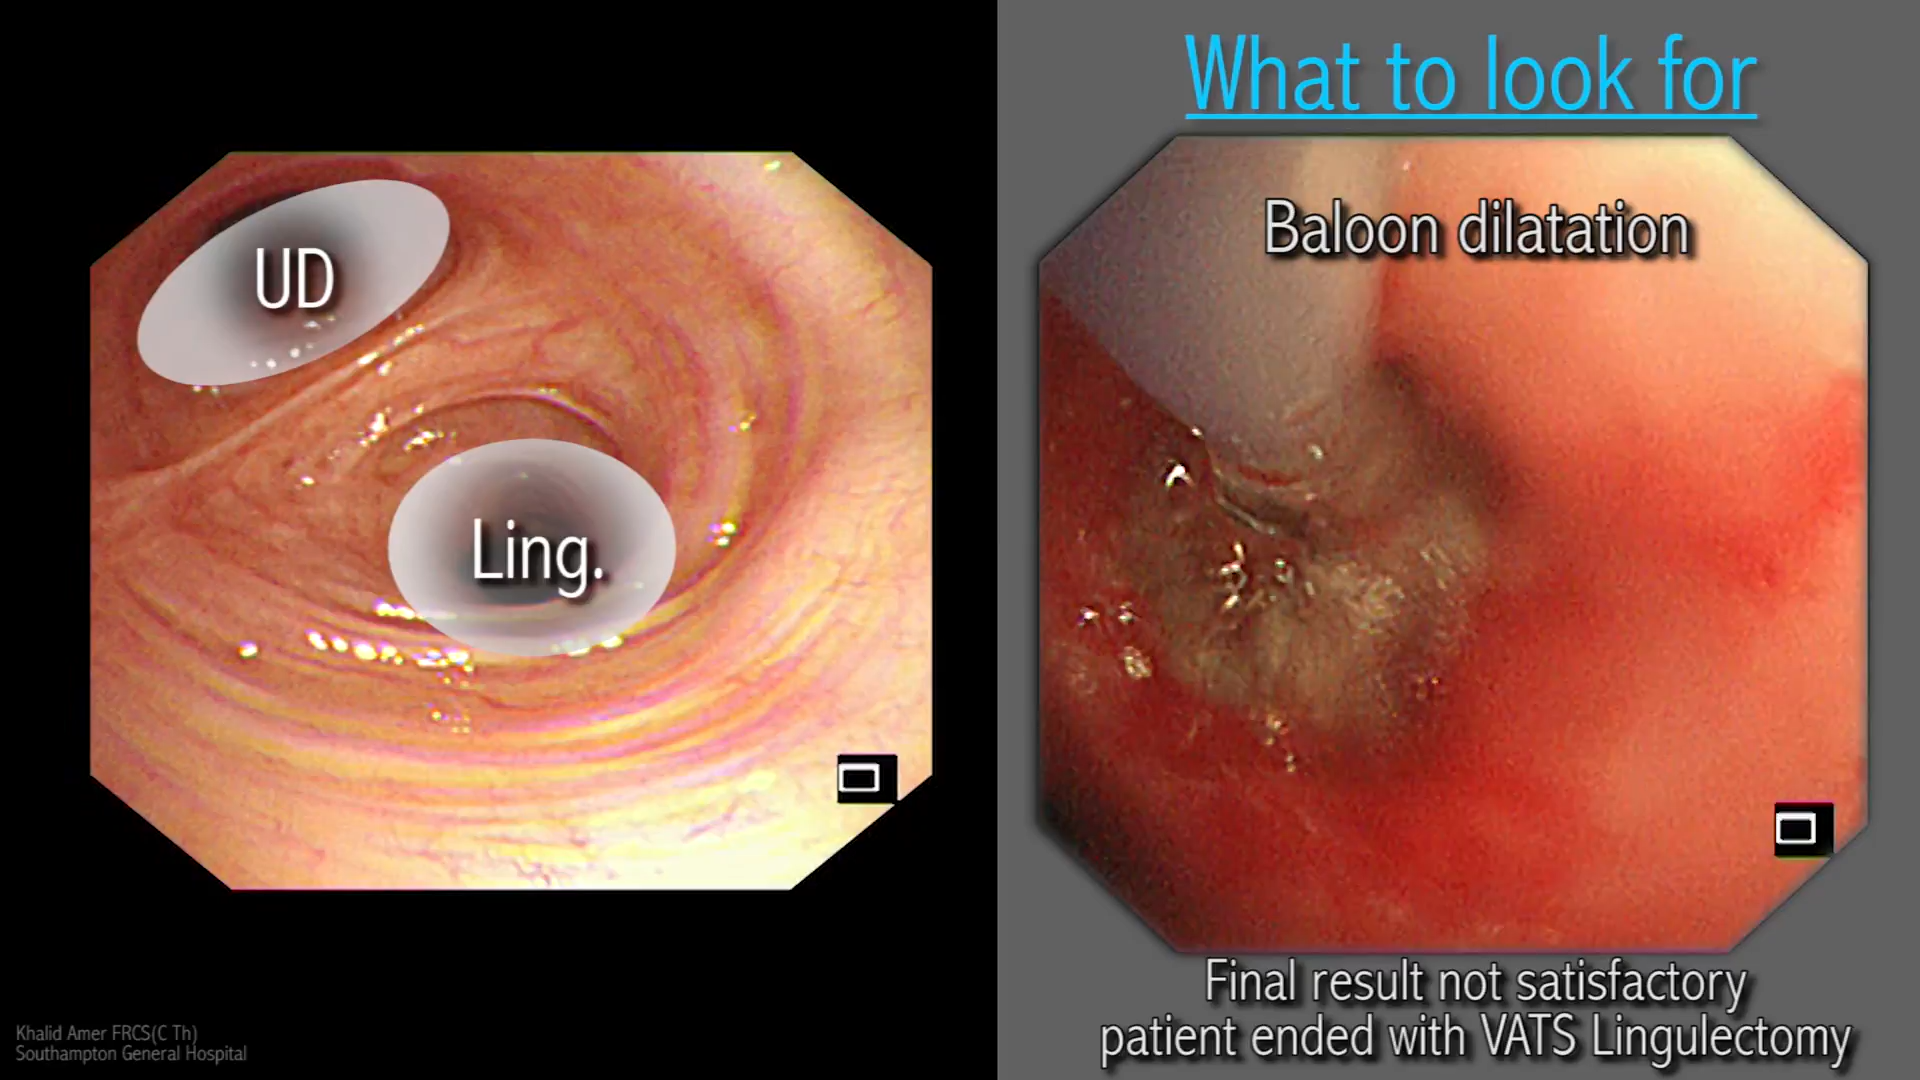 UD
Ling.
Khalid Amer FRCS(C Th)
Southampton General Hospital
What to look for
Baloon dilatation
Final result not satisfactory
patient ended with VATS Lingulectomy